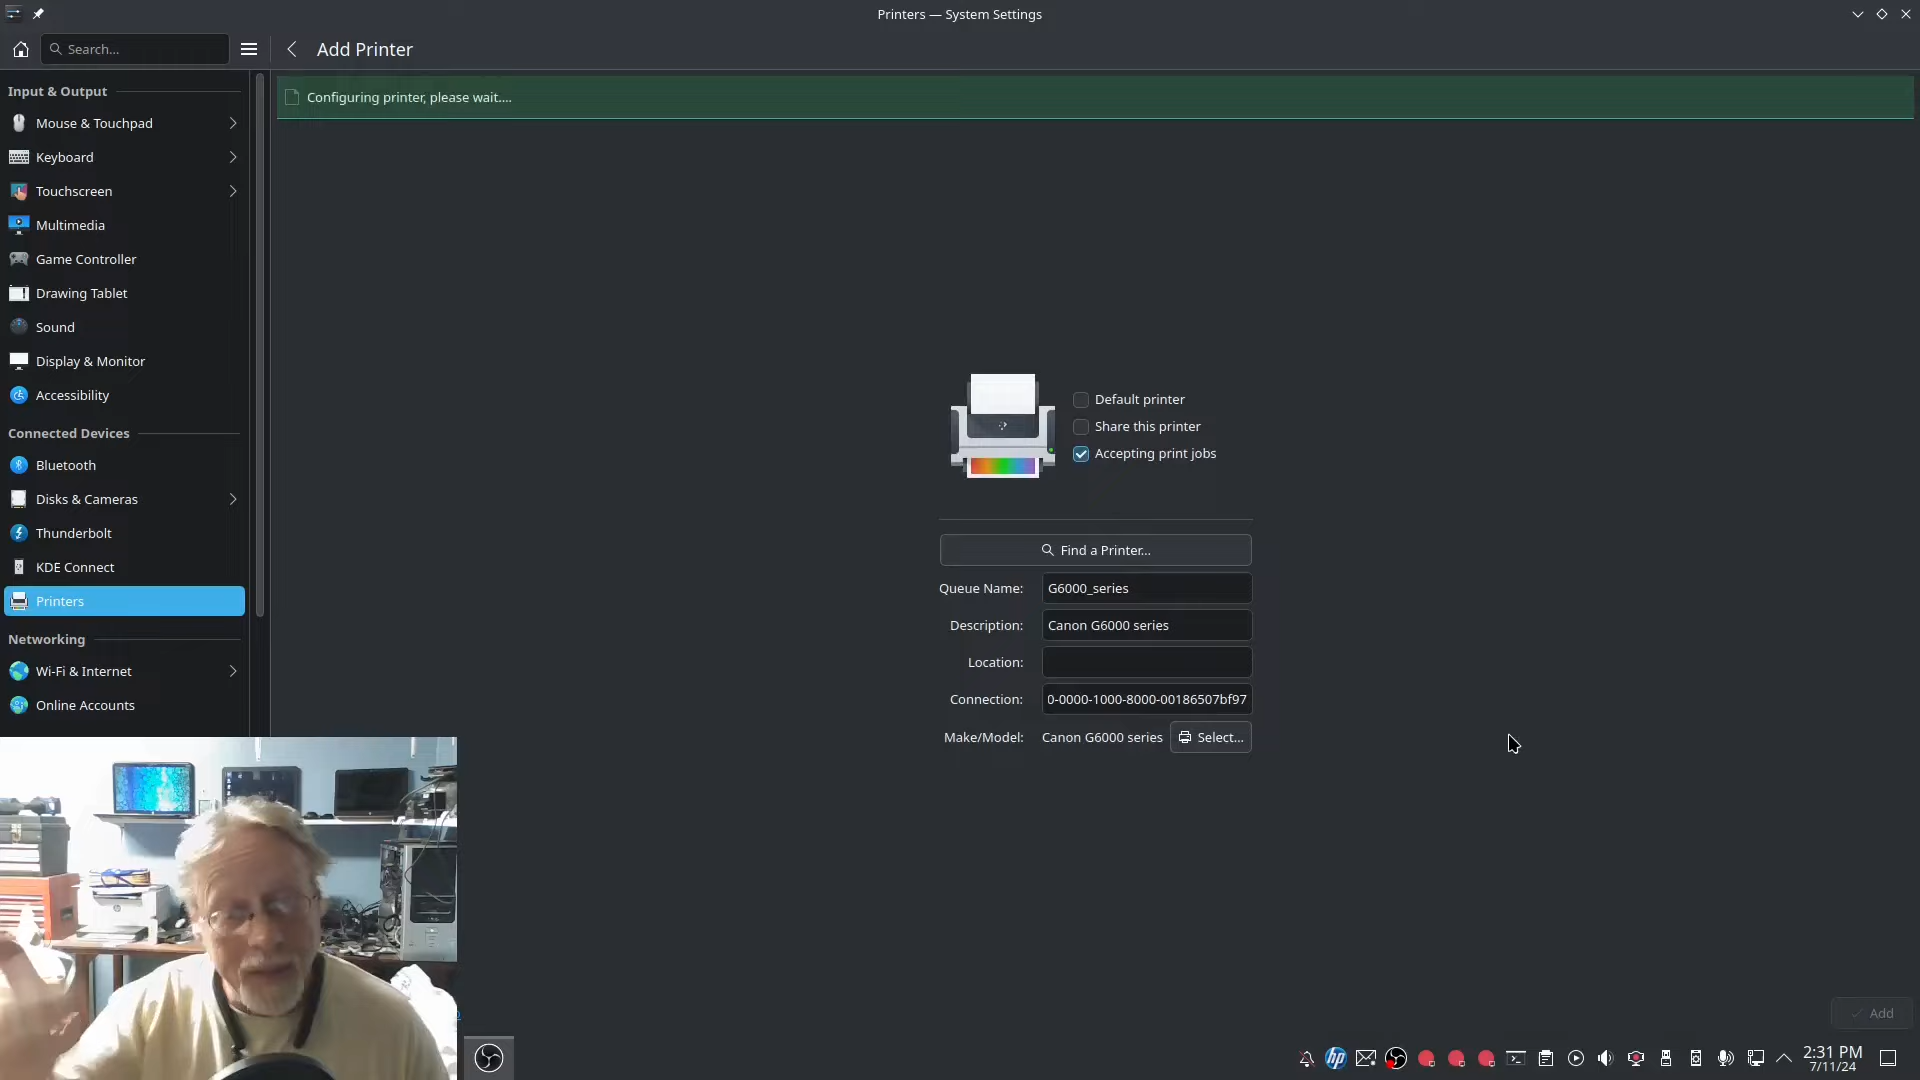 Printers — System Settings
Search...
Add Printer
Configuring printer, please wait....
Input & Output
Mouse & Touchpad
Keyboard
Touchscreen
Multimedia
Game Controller
Drawing Tablet
Sound
Display & Monitor
Accessibility
Connected Devices
Bluetooth
Disks & Cameras
Thunderbolt
KDE Connect
Printers
Networking
Wi-Fi & Internet
Online Accounts
Default printer
Share this printer
Accepting print jobs
Find a Printer...
Queue Name: G6000_series
Description: Canon G6000 series
Location:
Connection: 0-0000-1000-8000-00186507bf97
Make/Model: Canon G6000 series Select...
Add
hp
2:31 PM
7/11/24